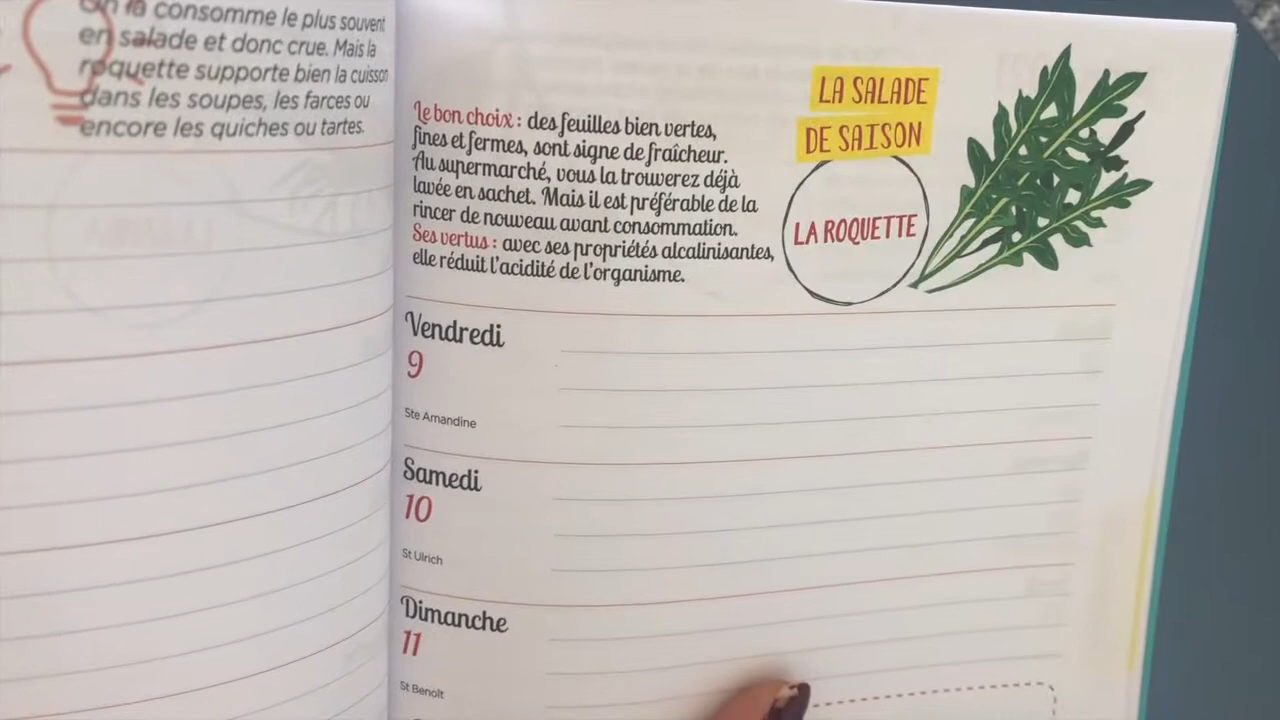 On la consomme le plus souvent
en salade et donc crue. Mais la
roquette supporte bien la cuisson
dans les soupes, les farces ou
encore les quiches ou tartes.
Le bon choix : des feuilles bien vertes,
fines et fermes, sont signe de fraîcheur.
Au supermarché, vous la trouverez déjà
lavée en sachet. Mais il est préférable de la
rincer de nouveau avant consommation.
Ses vertus : avec ses propriétés alcalinisantes,
elle réduit l'acidité de l'organisme.
LA SALADE
DE SAISON
LA ROQUETTE
Vendredi
9
Ste Amandine
Samedi
10
St Ulrich
Dimanche
11
St Benoît